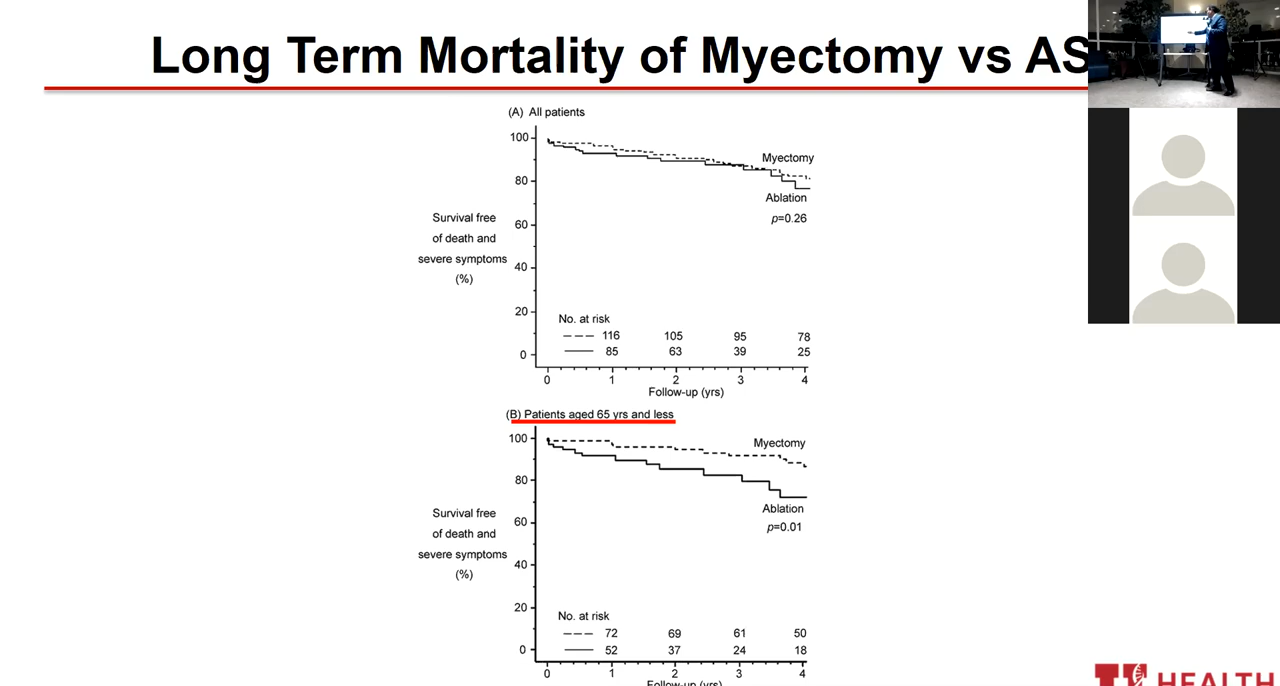 Long Term Mortality of Myectomy vs AS
(A) All patients
100
80
60
40
20
0
Survival free
of death and
severe symptoms
(%)
Myectomy
Ablation
p=0.26
No. at risk
116 105 95 78
85 63 39 25
0 1 2 3 4
Follow-up (yrs)
(B) Patients aged 65 yrs and less
100
80
60
40
20
0
Survival free
of death and
severe symptoms
(%)
Myectomy
Ablation
p=0.01
No. at risk
72 69 61 50
52 37 24 18
0 1 2 3 4
Follow-up (yrs)
HEALTH